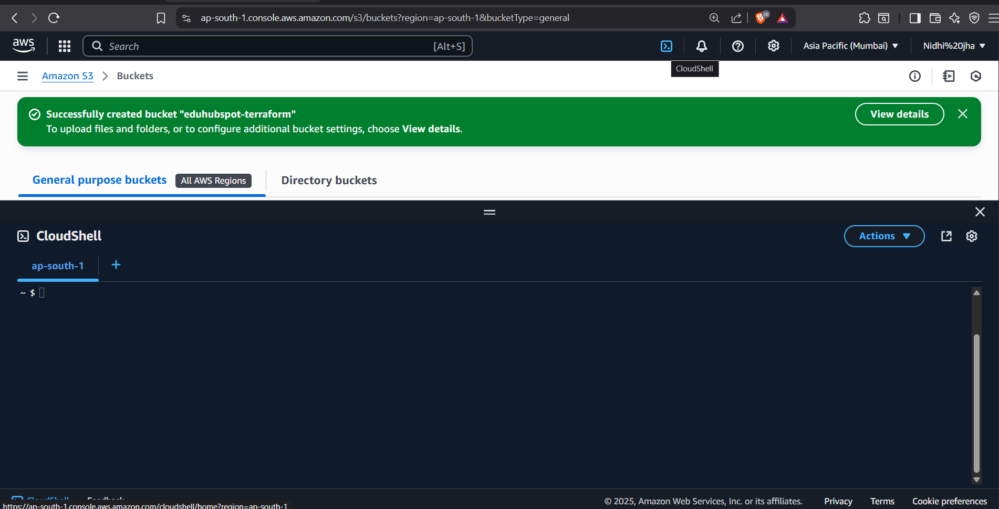 ap-south-1.console.aws.amazon.com/s3/buckets?region=ap-south-1&bucketType=general
20
aws
Search
[Alt+S]
Asia Pacific (Mumbai)
Nidhi%20jha
CloudShell
Amazon S3
Buckets
Successfully created bucket "eduhubspot-terraform"
To upload files and folders, or to configure additional bucket settings, choose View details.
View details
General purpose buckets
All AWS Regions
Directory buckets
CloudShell
Actions
ap-south-1
~ $
CloudShell
Feedback
https://ap-south-1.console.aws.amazon.com/cloudshell/home?region=ap-south-1
© 2025, Amazon Web Services, Inc. or its affiliates.
Privacy
Terms
Cookie preferences